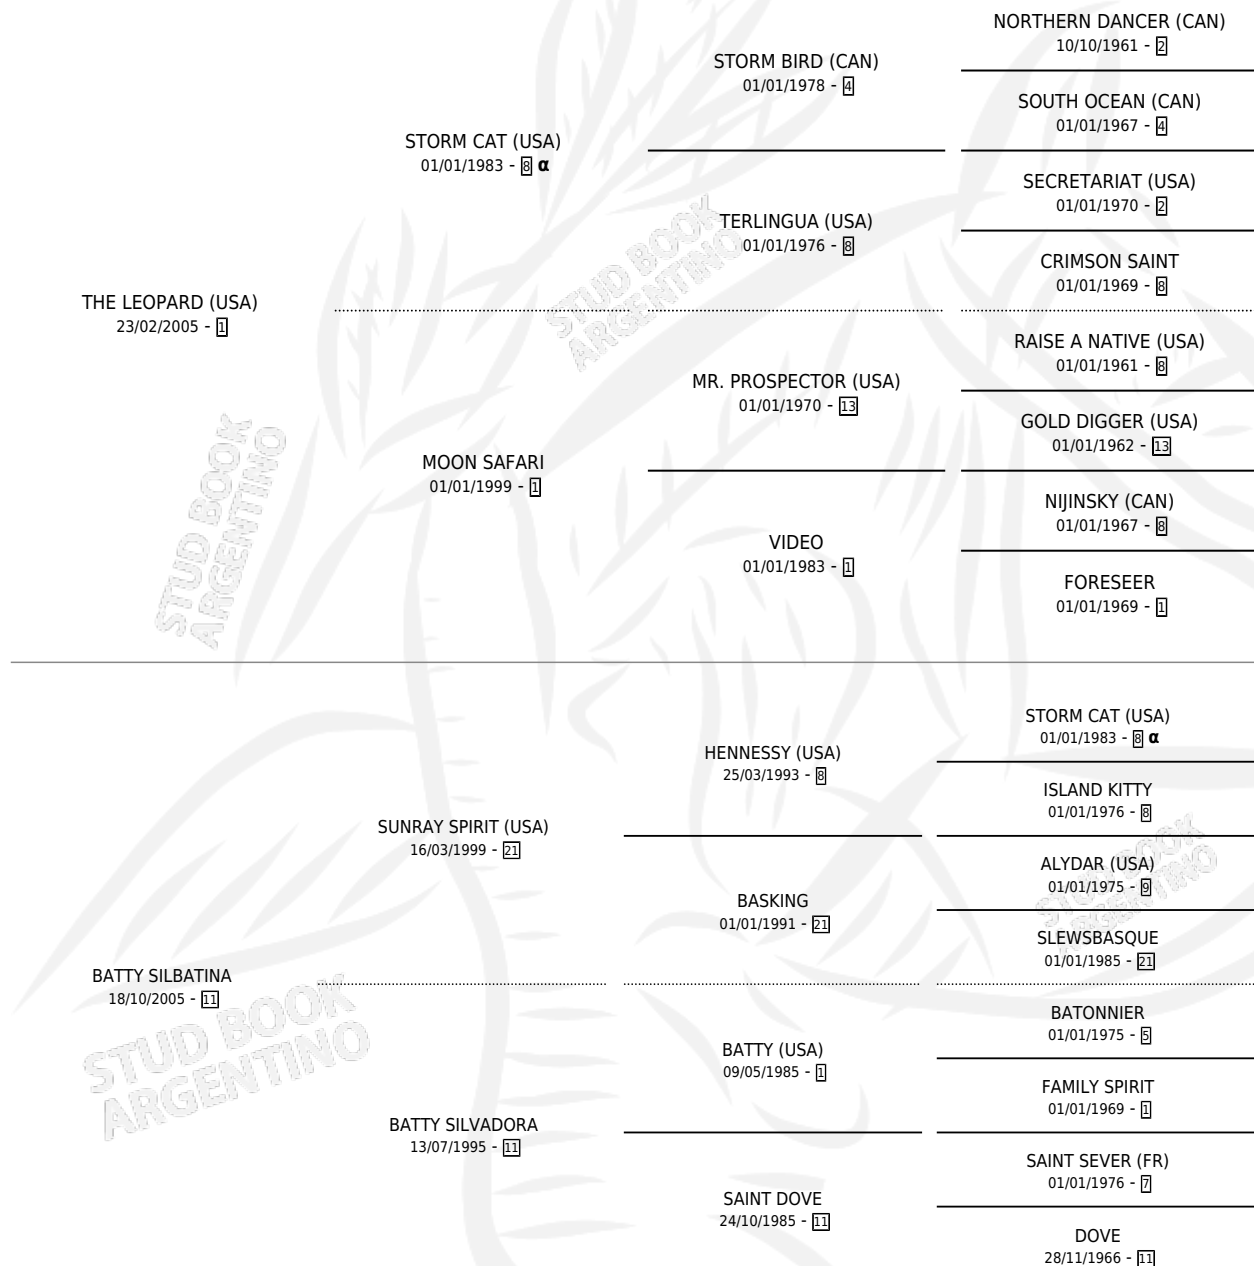 NORTHERN DANCER (CAN)
10/10/1961 - 2
STORM BIRD (CAN)
01/01/1978 - 4
SOUTH OCEAN (CAN)
01/01/1967 - 4
STORM CAT (USA)
01/01/1983 - 8 α
SECRETARIAT (USA)
01/01/1970 - 2
TERLINGUA (USA)
01/01/1976 - 8
CRIMSON SAINT
01/01/1969 - 8
THE LEOPARD (USA)
23/02/2005 - 1
RAISE A NATIVE (USA)
01/01/1961 - 8
MR. PROSPECTOR (USA)
01/01/1970 - 13
GOLD DIGGER (USA)
01/01/1962 - 13
MOON SAFARI
01/01/1999 - 1
NIJINSKY (CAN)
01/01/1967 - 8
VIDEO
01/01/1983 - 1
FORESEER
01/01/1969 - 1
STORM CAT (USA)
01/01/1983 - 8 α
HENNESSY (USA)
25/03/1993 - 8
ISLAND KITTY
01/01/1976 - 8
SUNRAY SPIRIT (USA)
16/03/1999 - 21
ALYDAR (USA)
01/01/1975 - 9
BASKING
01/01/1991 - 21
SLEWSBASQUE
01/01/1985 - 21
BATTY SILBATINA
18/10/2005 - 11
BATONNIER
01/01/1975 - 5
BATTY (USA)
09/05/1985 - 1
FAMILY SPIRIT
01/01/1969 - 1
BATTY SILVADORA
13/07/1995 - 11
SAINT SEVER (FR)
01/01/1976 - 7
SAINT DOVE
24/10/1985 - 11
DOVE
28/11/1966 - 11
STUD BOOK
ARGENTINO
STUD BOOK
ARGENTINO
STUD BOOK
ARGENTINO
STUD BOOK
ARGENTINO